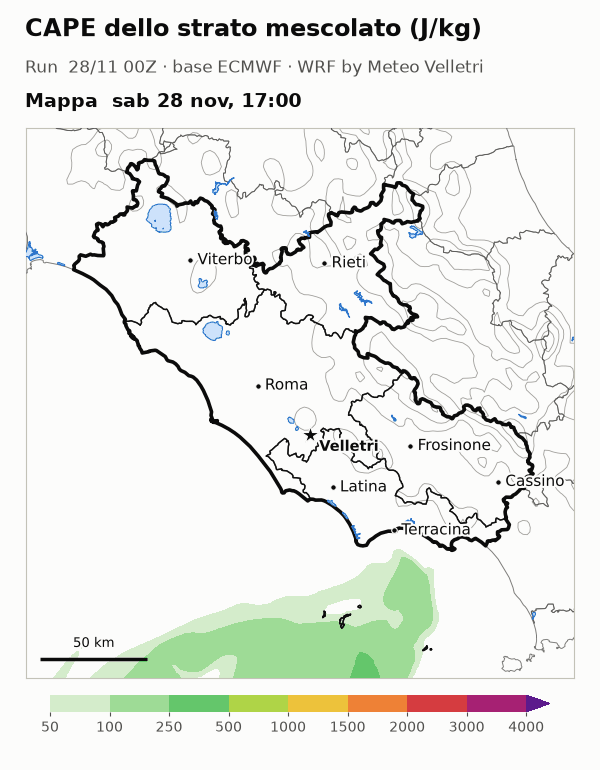 CAPE dello strato mescolato (J/kg)
Run  28/11 00Z · base ECMWF · WRF by Meteo Velletri
Mappa  sab 28 nov, 17:00
Viterbo
Rieti
Roma
Velletri
Frosinone
Cassino
Latina
Terracina
50 km
50 100 250 500 1000 1500 2000 3000 4000